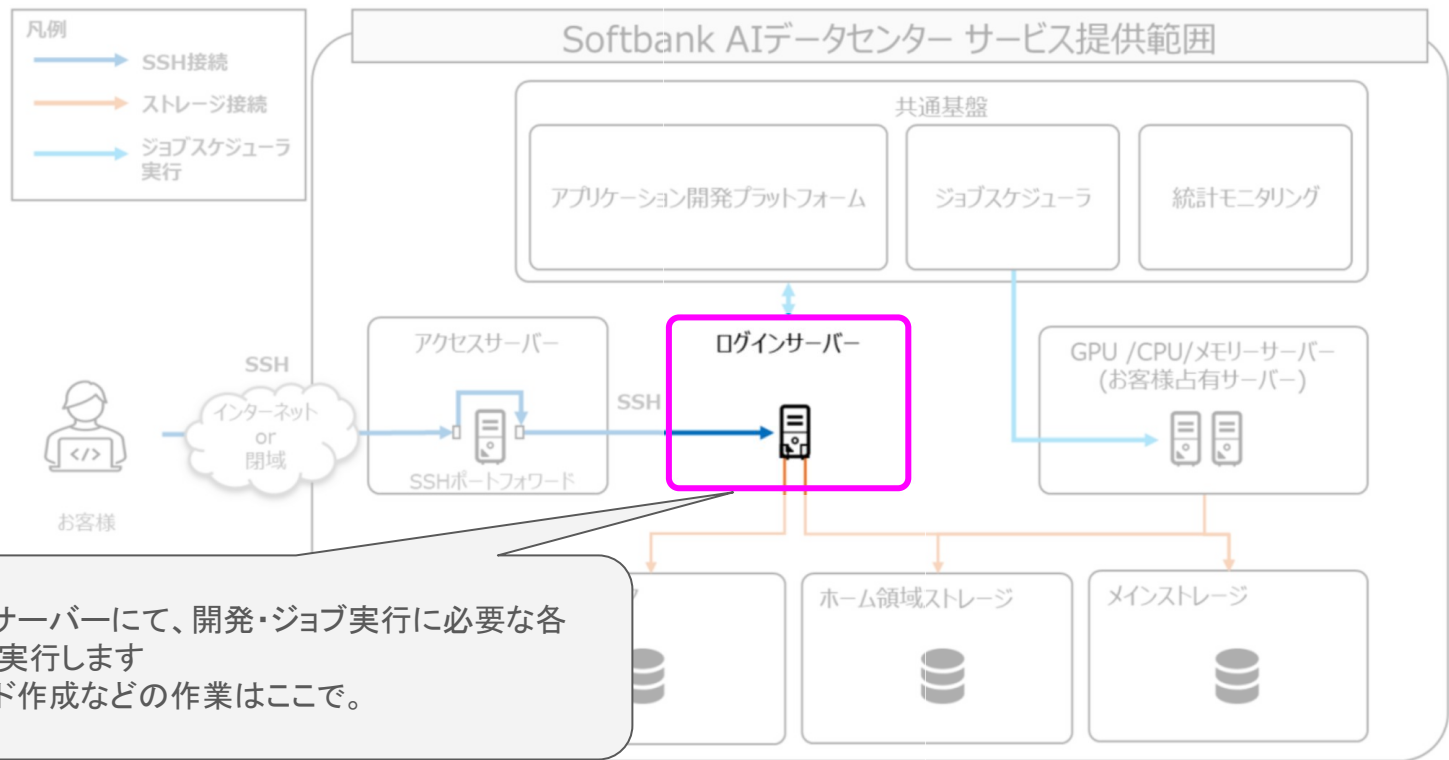 凡例
SSH接続
ストレージ接続
ジョブスケジューラ
実行
Softbank AIデータセンター サービス提供範囲
共通基盤
アプリケーション開発プラットフォーム
ジョブスケジューラ
統計モニタリング
アクセスサーバー
SSHポートフォワード
SSH
インターネット
or
閉域
お客様
SSH
ログインサーバー
GPU /CPU/メモリーサーバー
(お客様占有サーバー)
サーバーにて、開発・ジョブ実行に必要な各
実行します
ド作成などの作業はここで。
ホーム領域ストレージ
メインストレージ